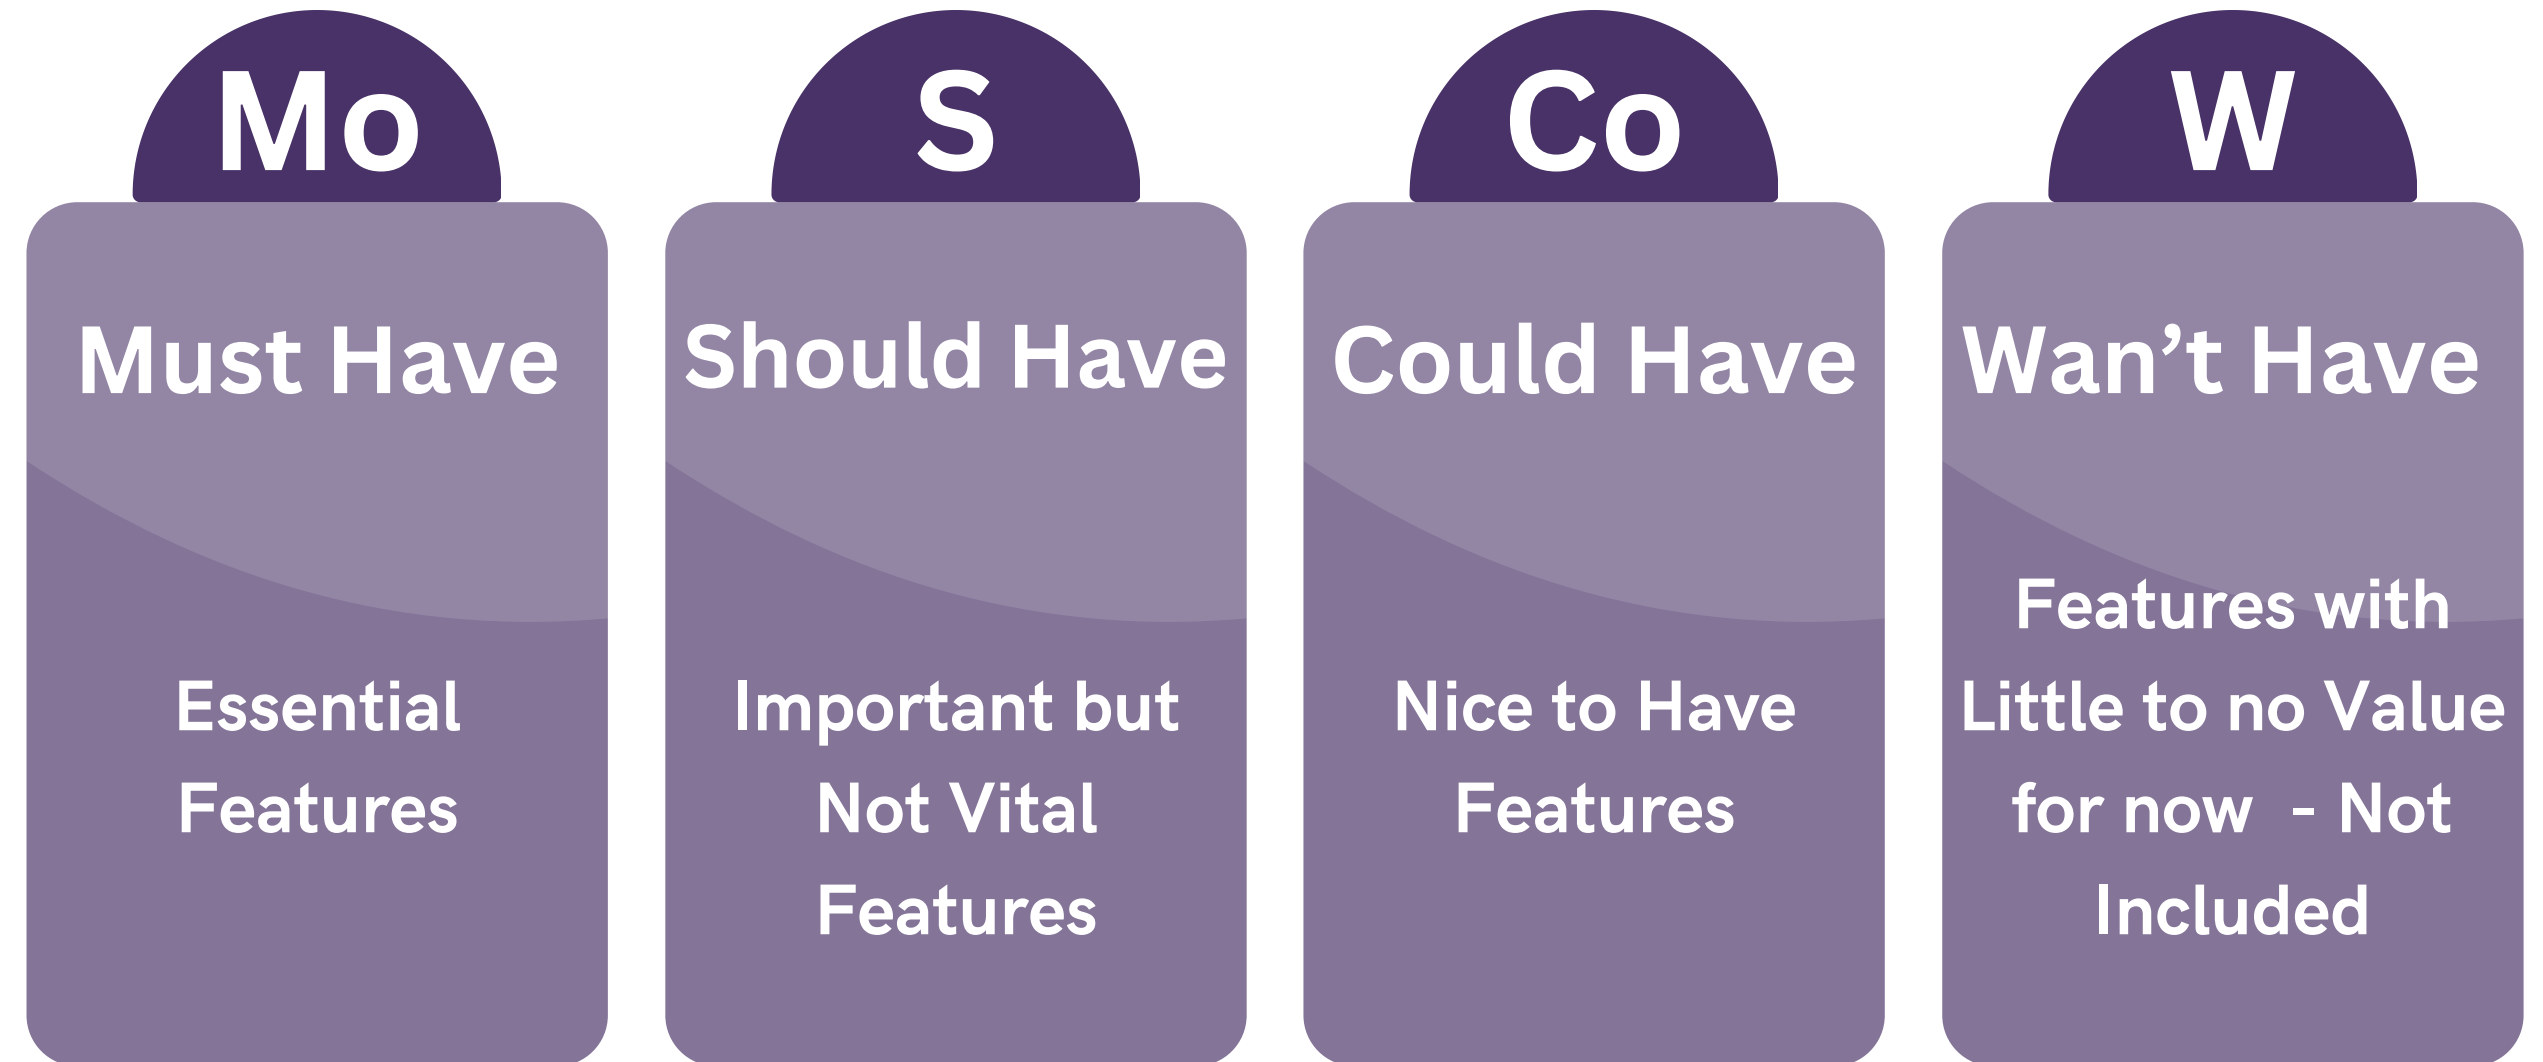 Mo
Must Have
Essential
Features
S
Should Have
Important but
Not Vital
Features
Co
Could Have
Nice to Have
Features
W
Wan’t Have
Features with
Little to no Value
for now - Not
Included